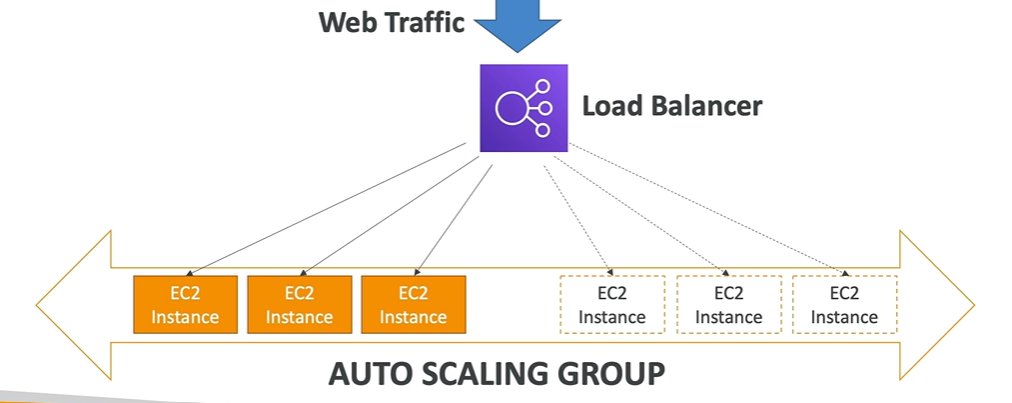 Web Traffic
Load Balancer
EC2
Instance
EC2
Instance
EC2
Instance
EC2
Instance
EC2
Instance
EC2
Instance
AUTO SCALING GROUP